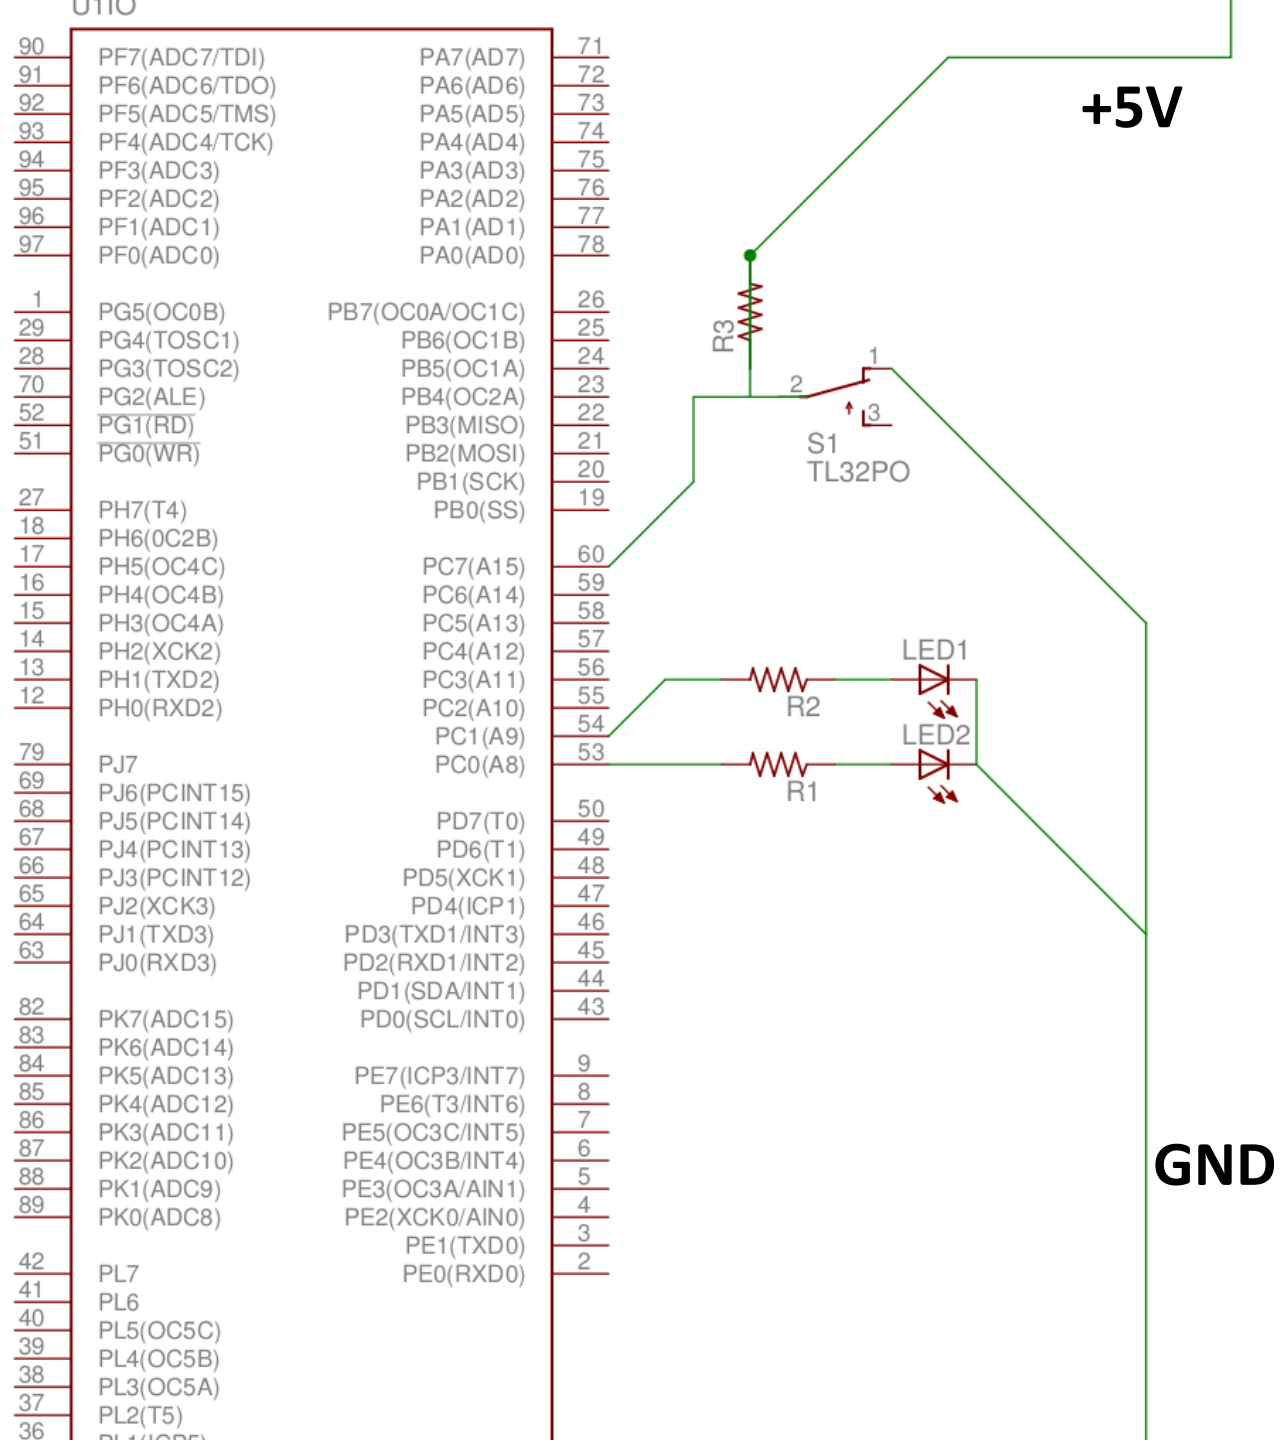 U1IO
90 PF7(ADC7/TDI) PA7(AD7) 71
91 PF6(ADC6/TDO) PA6(AD6) 72
92 PF5(ADC5/TMS) PA5(AD5) 73
93 PF4(ADC4/TCK) PA4(AD4) 74
94 PF3(ADC3) PA3(AD3) 75
95 PF2(ADC2) PA2(AD2) 76
96 PF1(ADC1) PA1(AD1) 77
97 PF0(ADC0) PA0(AD0) 78
1 PG5(OC0B) PB7(OC0A/OC1C) 26
29 PG4(TOSC1) PB6(OC1B) 25
28 PG3(TOSC2) PB5(OC1A) 24
70 PG2(ALE) PB4(OC2A) 23
52 PG1(RD) PB3(MISO) 22
51 PG0(WR) PB2(MOSI) 21
PB1(SCK) 20
27 PH7(T4) PB0(SS) 19
18 PH6(0C2B)
17 PH5(OC4C) PC7(A15) 60
16 PH4(OC4B) PC6(A14) 59
15 PH3(OC4A) PC5(A13) 58
14 PH2(XCK2) PC4(A12) 57
13 PH1(TXD2) PC3(A11) 56
12 PH0(RXD2) PC2(A10) 55
PC1(A9) 54
79 PJ7 PC0(A8) 53
69 PJ6(PCINT15)
68 PJ5(PCINT14) PD7(T0) 50
67 PJ4(PCINT13) PD6(T1) 49
66 PJ3(PCINT12) PD5(XCK1) 48
65 PJ2(XCK3) PD4(ICP1) 47
64 PJ1(TXD3) PD3(TXD1/INT3) 46
63 PJ0(RXD3) PD2(RXD1/INT2) 45
PD1(SDA/INT1) 44
82 PK7(ADC15) PD0(SCL/INT0) 43
83 PK6(ADC14)
84 PK5(ADC13) PE7(ICP3/INT7) 9
85 PK4(ADC12) PE6(T3/INT6) 8
86 PK3(ADC11) PE5(OC3C/INT5) 7
87 PK2(ADC10) PE4(OC3B/INT4) 6
88 PK1(ADC9) PE3(OC3A/AIN1) 5
89 PK0(ADC8) PE2(XCK0/AIN0) 4
PE1(TXD0) 3
42 PL7 PE0(RXD0) 2
41 PL6
40 PL5(OC5C)
39 PL4(OC5B)
38 PL3(OC5A)
37 PL2(T5)
36 PL1(ICP5)
+5V
R3
1
2
3
S1
TL32PO
LED1
R2
LED2
R1
GND